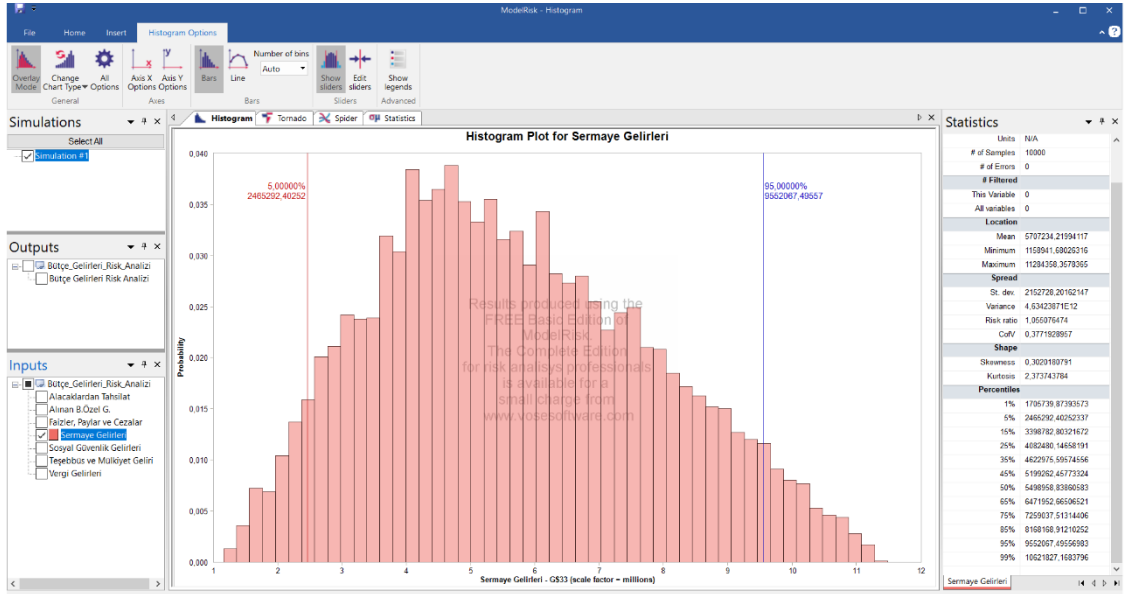 ModelRisk - Histogram
File Home Insert Histogram Options
Overlay Mode
Change Chart Type
All Options
General
Axis X Options
Axis Y Options
Axes
Bars
Line
Number of bins
Auto
Bars
Show sliders
Edit sliders
Sliders
Show legends
Advanced
Simulations
Select All
Simulation #1
Outputs
Bütçe_Gelirleri_Risk_Analizi
Bütçe Gelirleri Risk Analizi
Inputs
Bütçe_Gelirleri_Risk_Analizi
Alacaklardan Tahsilat
Alınan B.Özel G.
Faizler, Paylar ve Cezalar
Sermaye Gelirleri
Sosyal Güvenlik Gelirleri
Teşebbüs ve Mülkiyet Geliri
Vergi Gelirleri
Histogram Tornado Spider Statistics
Histogram Plot for Sermaye Gelirleri
5,00000%
2465292,40252
95,00000%
9552067,49557
0,040
0,035
0,030
0,025
0,020
0,015
0,010
0,005
0,000
Probability
Results produced using the
FREE Basic Edition of
ModelRisk.
The Complete Edition
for risk analisys professionals
is available for a
small charge from
www.vosesoftware.com
1 2 3 4 5 6 7 8 9 10 11 12
Sermaye Gelirleri - G$33 (scale factor = millions)
Statistics
Units N/A
# of Samples 10000
# of Errors 0
# Filtered
This Variable 0
All variables 0
Location
Mean 5707234,21994117
Minimum 1158941,68026316
Maximum 11284358,3578365
Spread
St. dev. 2152728,20162147
Variance 4,63423871E12
Risk ratio 1,055076474
CofV 0,3771928957
Shape
Skewness 0,3020180791
Kurtosis 2,373743784
Percentiles
1% 1705739,87393573
5% 2465292,40252337
15% 3398782,80321672
25% 4082480,14658191
35% 4622975,59574556
45% 5199262,45773324
50% 5498958,83860583
65% 6471952,66506521
75% 7259037,51314406
85% 8168168,91210252
95% 9552067,49556983
99% 10621827,1683796
Sermaye Gelirleri